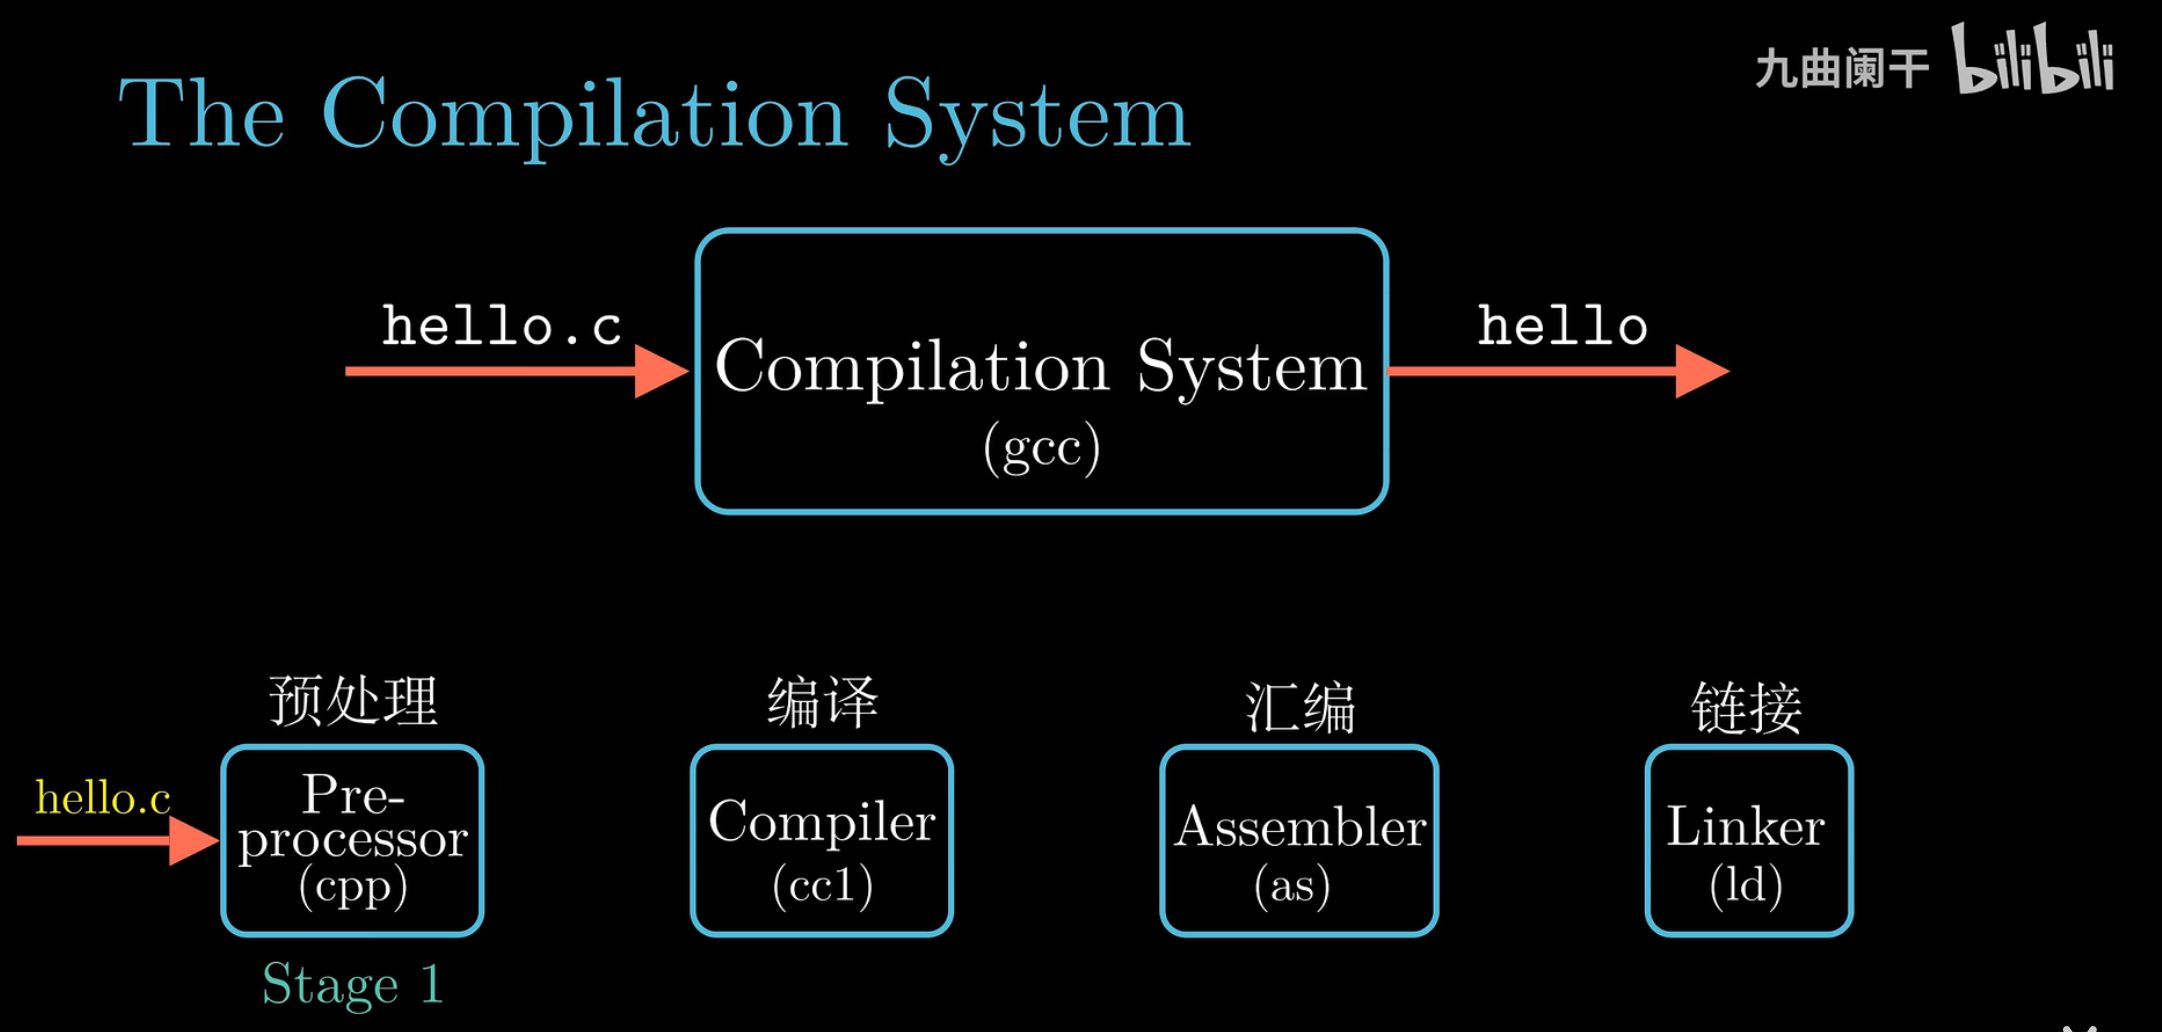 九曲阑干 bilibili
The Compilation System
hello.c
hello
Compilation System
(gcc)
预处理
编译
汇编
链接
hello.c
Pre-
processor
(cpp)
Compiler
(cc1)
Assembler
(as)
Linker
(ld)
Stage 1